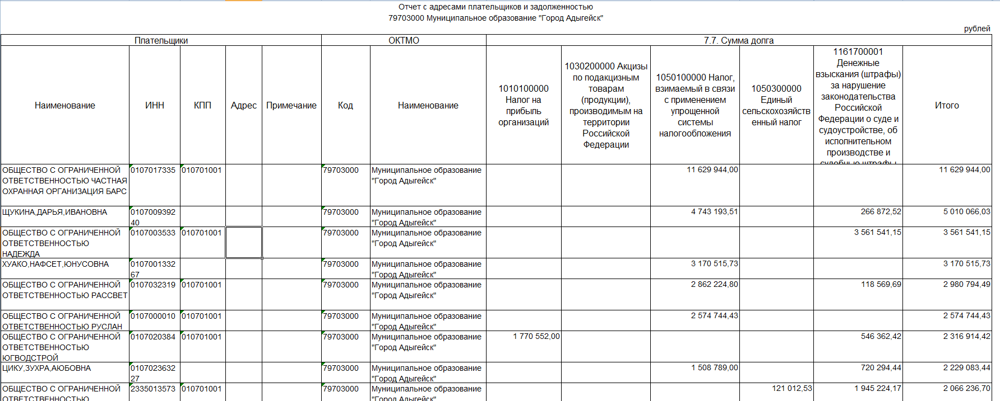 Отчет с адресами плательщиков и задолженностью
79703000 Муниципальное образование "Город Адыгейск"
рублей
Плательщики ОКТМО 7.7. Сумма долга
Наименование ИНН КПП Адрес Примечание Код Наименование
1010100000
Налог на
прибыль
организаций
1030200000 Акцизы
по подакцизным
товарам
(продукции),
производимым на
территории
Российской
Федерации
1050100000 Налог,
взимаемый в связи
с применением
упрощенной
системы
налогообложения
1050300000
Единый
сельскохозяйств
енный налог
1161700001
Денежные
взыскания (штрафы)
за нарушение
законодательства
Российской
Федерации о суде и
судоустройстве, об
исполнительном
производстве и
судебные штрафы
Итого
ОБЩЕСТВО С ОГРАНИЧЕННОЙ 0107017335 010701001 79703000 Муниципальное образование 11 629 944,00 11 629 944,00
ОТВЕТСТВЕННОСТЬЮ ЧАСТНАЯ "Город Адыгейск"
ОХРАННАЯ ОРГАНИЗАЦИЯ БАРС
ЩУКИНА,ДАРЬЯ,ИВАНОВНА 0107009392 79703000 Муниципальное образование 4 743 193,51 266 872,52 5 010 066,03
40 "Город Адыгейск"
ОБЩЕСТВО С ОГРАНИЧЕННОЙ 0107003533 010701001 79703000 Муниципальное образование 3 561 541,15 3 561 541,15
ОТВЕТСТВЕННОСТЬЮ "Город Адыгейск"
НАДЕЖДА
ХУАКО,НАФСЕТ,ЮНУСОВНА 0107001332 79703000 Муниципальное образование 3 170 515,73 3 170 515,73
67 "Город Адыгейск"
ОБЩЕСТВО С ОГРАНИЧЕННОЙ 0107032319 010701001 79703000 Муниципальное образование 2 862 224,80 118 569,69 2 980 794,49
ОТВЕТСТВЕННОСТЬЮ РАССВЕТ "Город Адыгейск"
ОБЩЕСТВО С ОГРАНИЧЕННОЙ 0107000010 010701001 79703000 Муниципальное образование 2 574 744,43 2 574 744,43
ОТВЕТСТВЕННОСТЬЮ РУСЛАН "Город Адыгейск"
ОБЩЕСТВО С ОГРАНИЧЕННОЙ 0107020384 010701001 79703000 Муниципальное образование 1 770 552,00 546 362,42 2 316 914,42
ОТВЕТСТВЕННОСТЬЮ "Город Адыгейск"
ЮГВОДСТРОЙ
ЦИКУ,ЗУХРА,АЮБОВНА 0107023632 79703000 Муниципальное образование 1 508 789,00 720 294,44 2 229 083,44
27 "Город Адыгейск"
ОБЩЕСТВО С ОГРАНИЧЕННОЙ 2335013573 010701001 79703000 Муниципальное образование 121 012,53 1 945 224,17 2 066 236,70
ОТВЕТСТВЕННОСТЬЮ "Город Адыгейск"